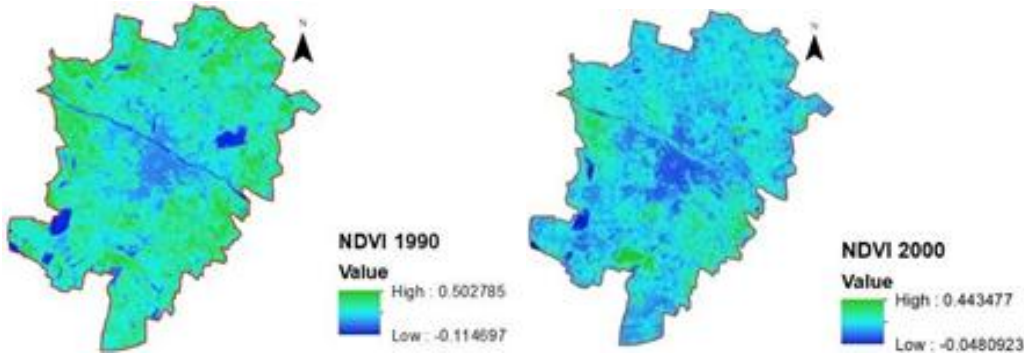 N
N
NDVI 1990
Value
High : 0.502785
Low : -0.114697
NDVI 2000
Value
High : 0.443477
Low : -0.0480923